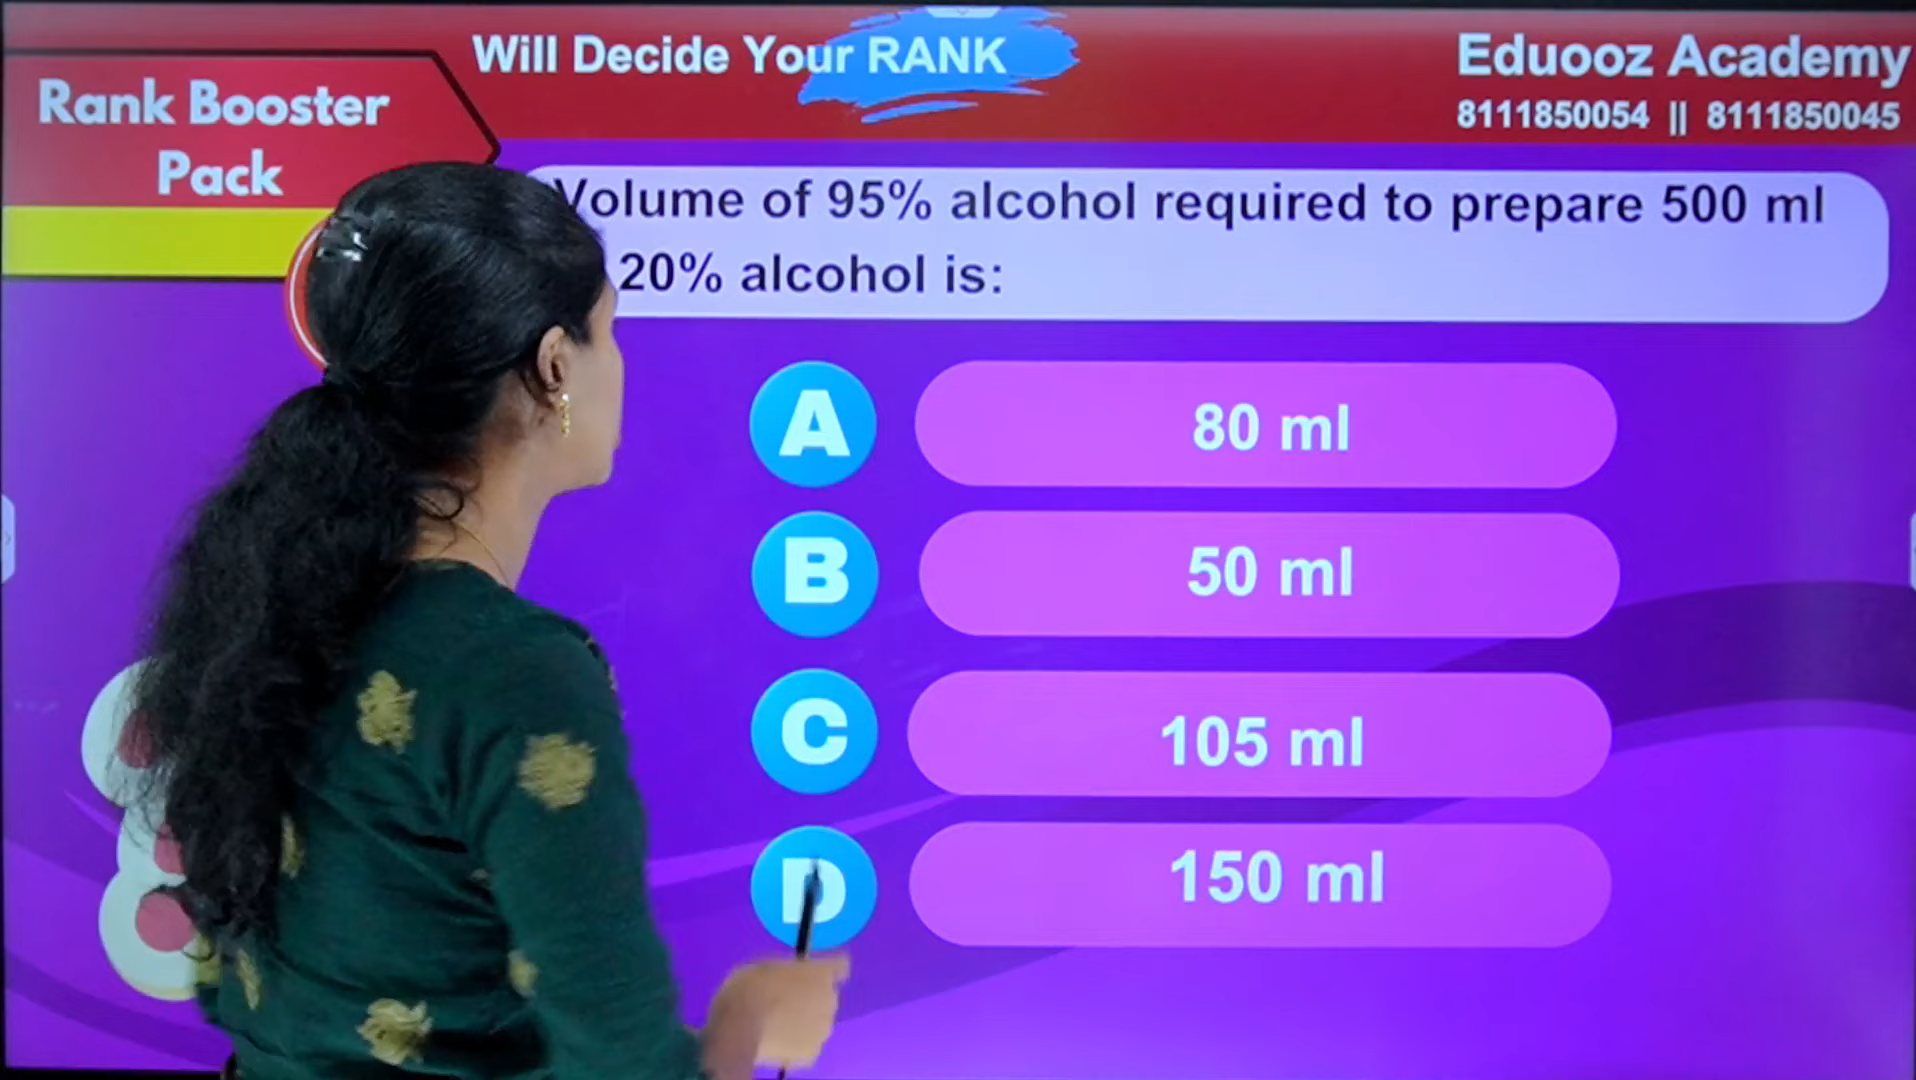 Will Decide Your RANK
Eduooz Academy
8111850054 || 8111850045
Rank Booster
Pack
Volume of 95% alcohol required to prepare 500 ml
20% alcohol is:
A 80 ml
B 50 ml
C 105 ml
D 150 ml